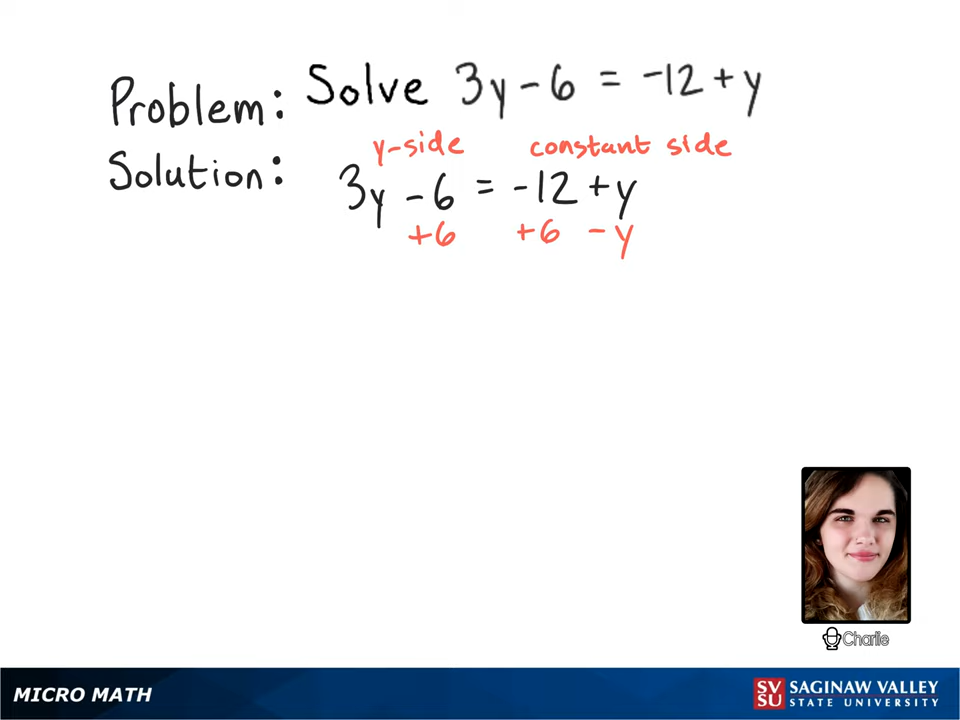 Problem: Solve 3y - 6 = -12 + y
y-side constant side
Solution: 3y - 6 = -12 + y
+6 +6 - y
Charlie
MICRO MATH
SVSU SAGINAW VALLEY STATE UNIVERSITY